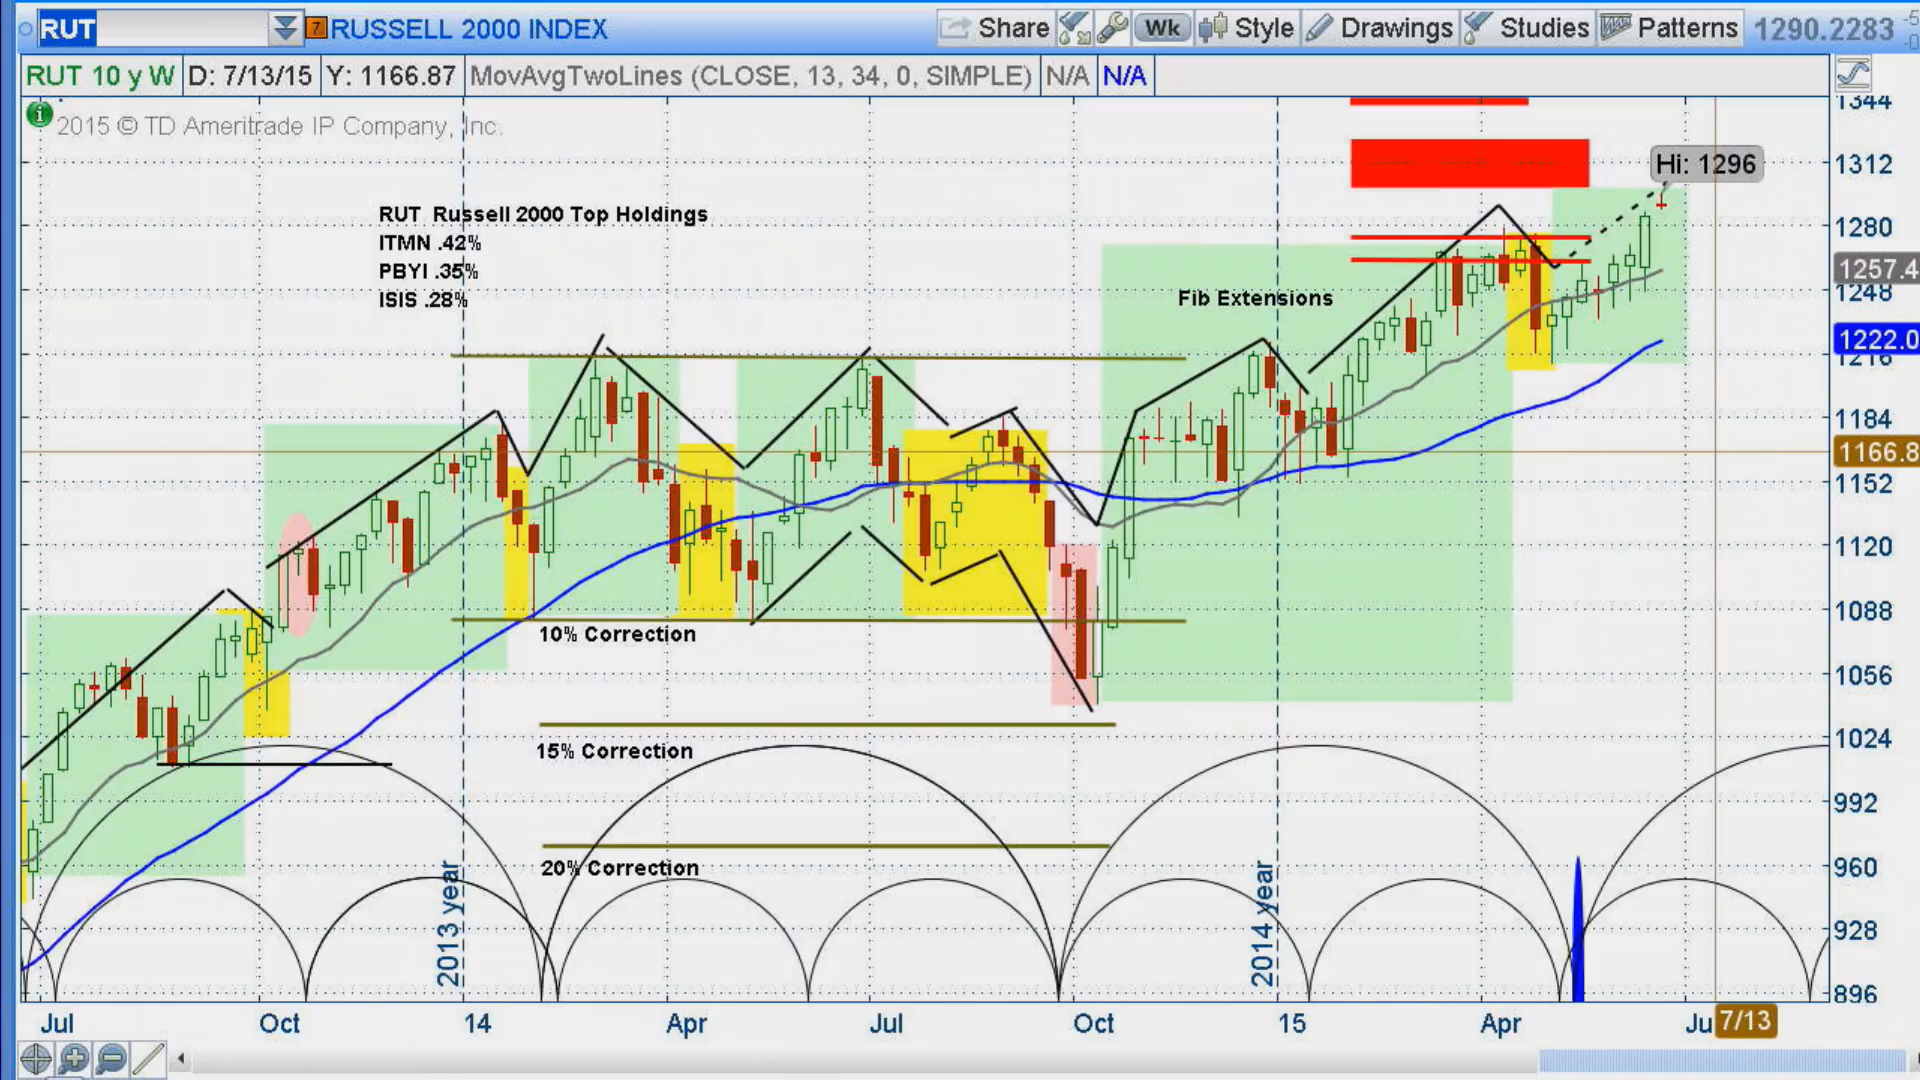 RUT
7 RUSSELL 2000 INDEX
Share
Wk
Style
Drawings
Studies
Patterns
1290.2283
RUT 10 y W
D: 7/13/15
Y: 1166.87
MovAvgTwoLines (CLOSE, 13, 34, 0, SIMPLE)
N/A
N/A
2015 © TD Ameritrade IP Company, Inc.
1344
Hi: 1296
1312
RUT Russell 2000 Top Holdings
ITMN .42%
PBYI .35%
ISIS .28%
1280
1257.4
1248
Fib Extensions
1222.0
1216
1184
1166.8
1152
1120
1088
10% Correction
1056
1024
15% Correction
992
960
20% Correction
928
896
2013 year
2014 year
Jul
Oct
14
Apr
Jul
Oct
15
Apr
Ju
7/13